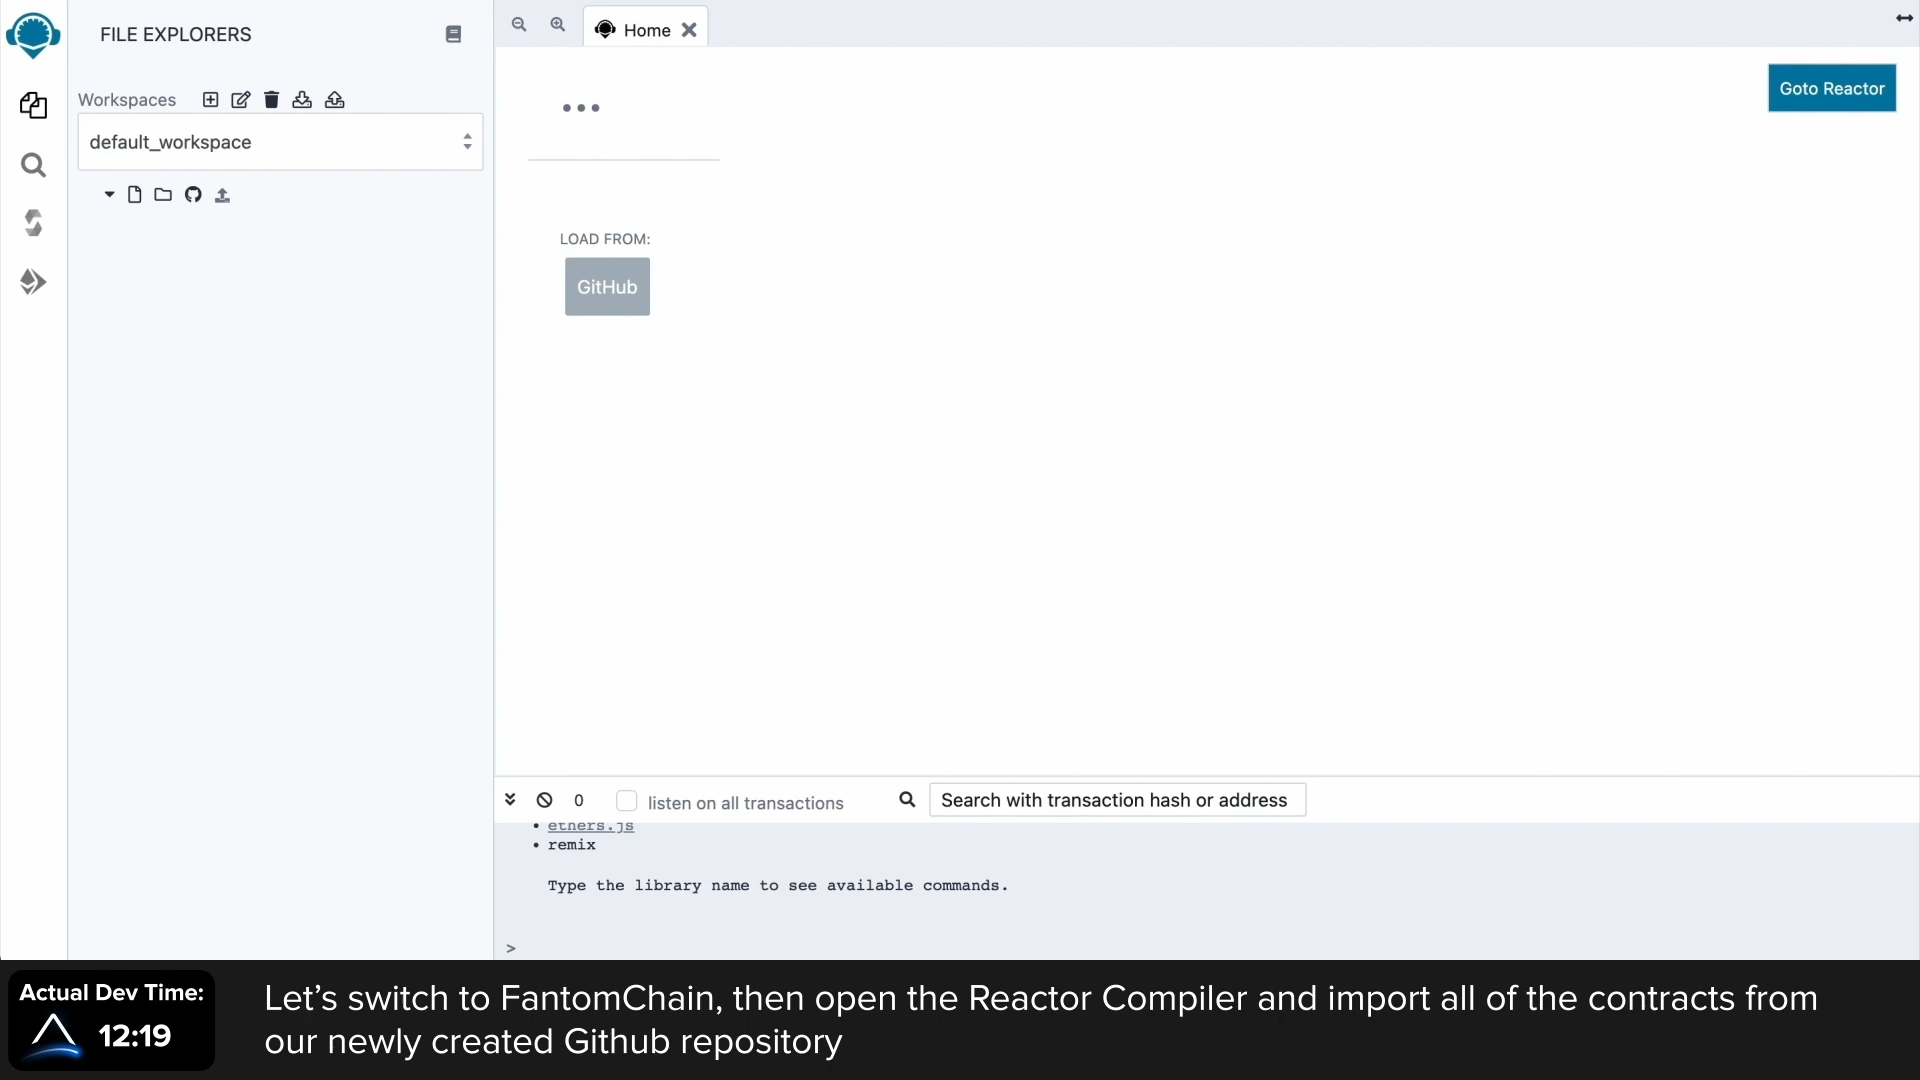 FILE EXPLORERS
Workspaces
default_workspace
Home
Goto Reactor
LOAD FROM:
GitHub
0
listen on all transactions
Search with transaction hash or address
• ethers.js
• remix
Type the library name to see available commands.
>
Actual Dev Time:
12:19
Let’s switch to FantomChain, then open the Reactor Compiler and import all of the contracts from
our newly created Github repository